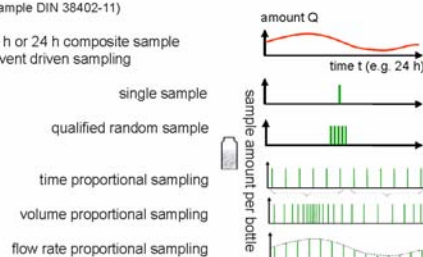 ample DIN 38402-11)
amount Q
h or 24 h composite sample
vent driven sampling
time t (e.g. 24 h)
single sample
sample amount per bottle
qualified random sample
time proportional sampling
volume proportional sampling
flow rate proportional sampling